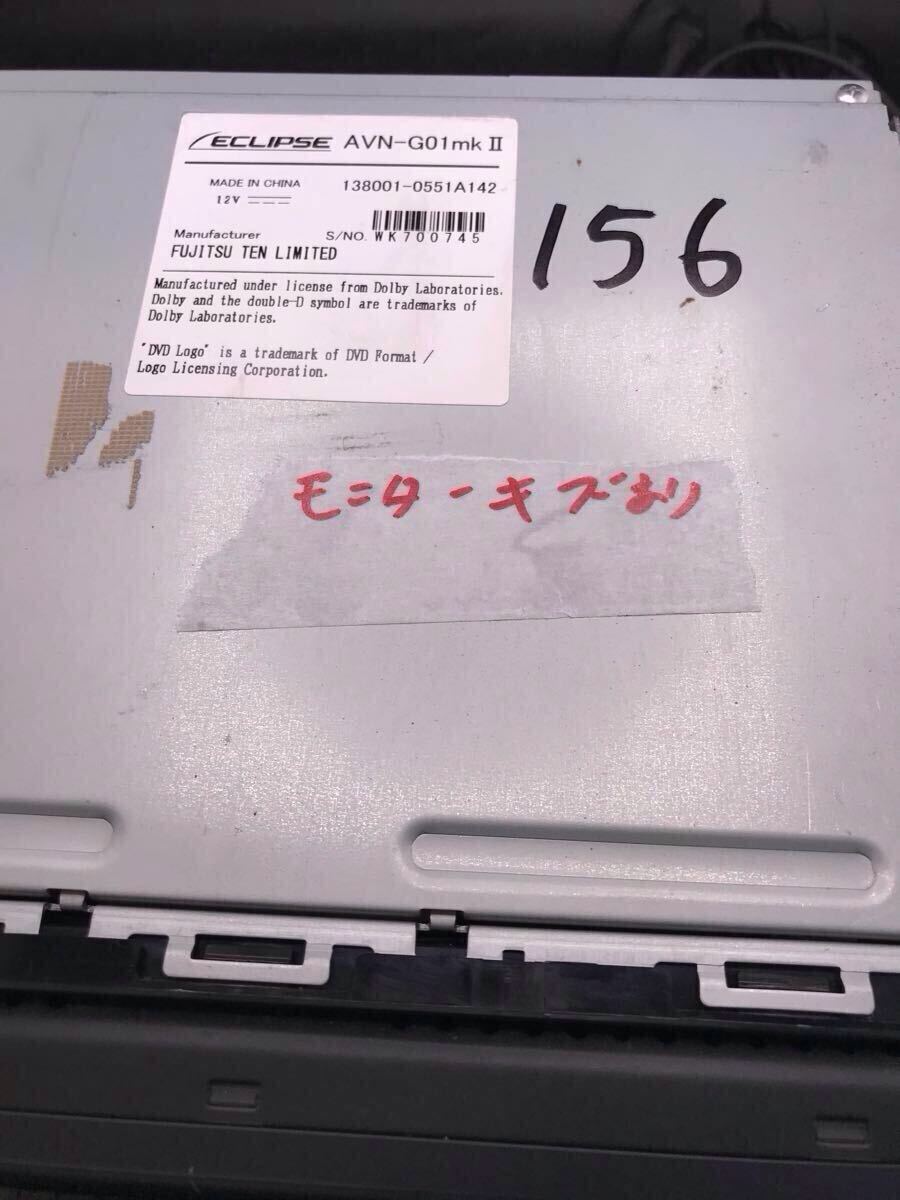 ECLIPSE AVN-G01mkⅡ
MADE IN CHINA 138001-0551A142
12V
S/NO. WK700745
Manufacturer
FUJITSU TEN LIMITED
Manufactured under license from Dolby Laboratories.
Dolby and the double-D symbol are trademarks of
Dolby Laboratories.
"DVD Logo" is a trademark of DVD Format /
Logo Licensing Corporation.
156
モニターキズあり